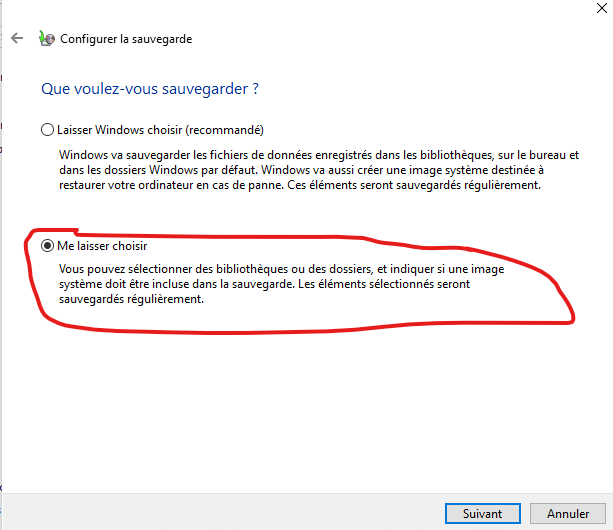 Configurer la sauvegarde
Que voulez-vous sauvegarder ?
Laisser Windows choisir (recommandé)
Windows va sauvegarder les fichiers de données enregistrés dans les bibliothèques, sur le bureau et
dans les dossiers Windows par défaut. Windows va aussi créer une image système destinée à
restaurer votre ordinateur en cas de panne. Ces éléments seront sauvegardés régulièrement.
Me laisser choisir
Vous pouvez sélectionner des bibliothèques ou des dossiers, et indiquer si une image
système doit être incluse dans la sauvegarde. Les éléments sélectionnés seront
sauvegardés régulièrement.
Suivant
Annuler